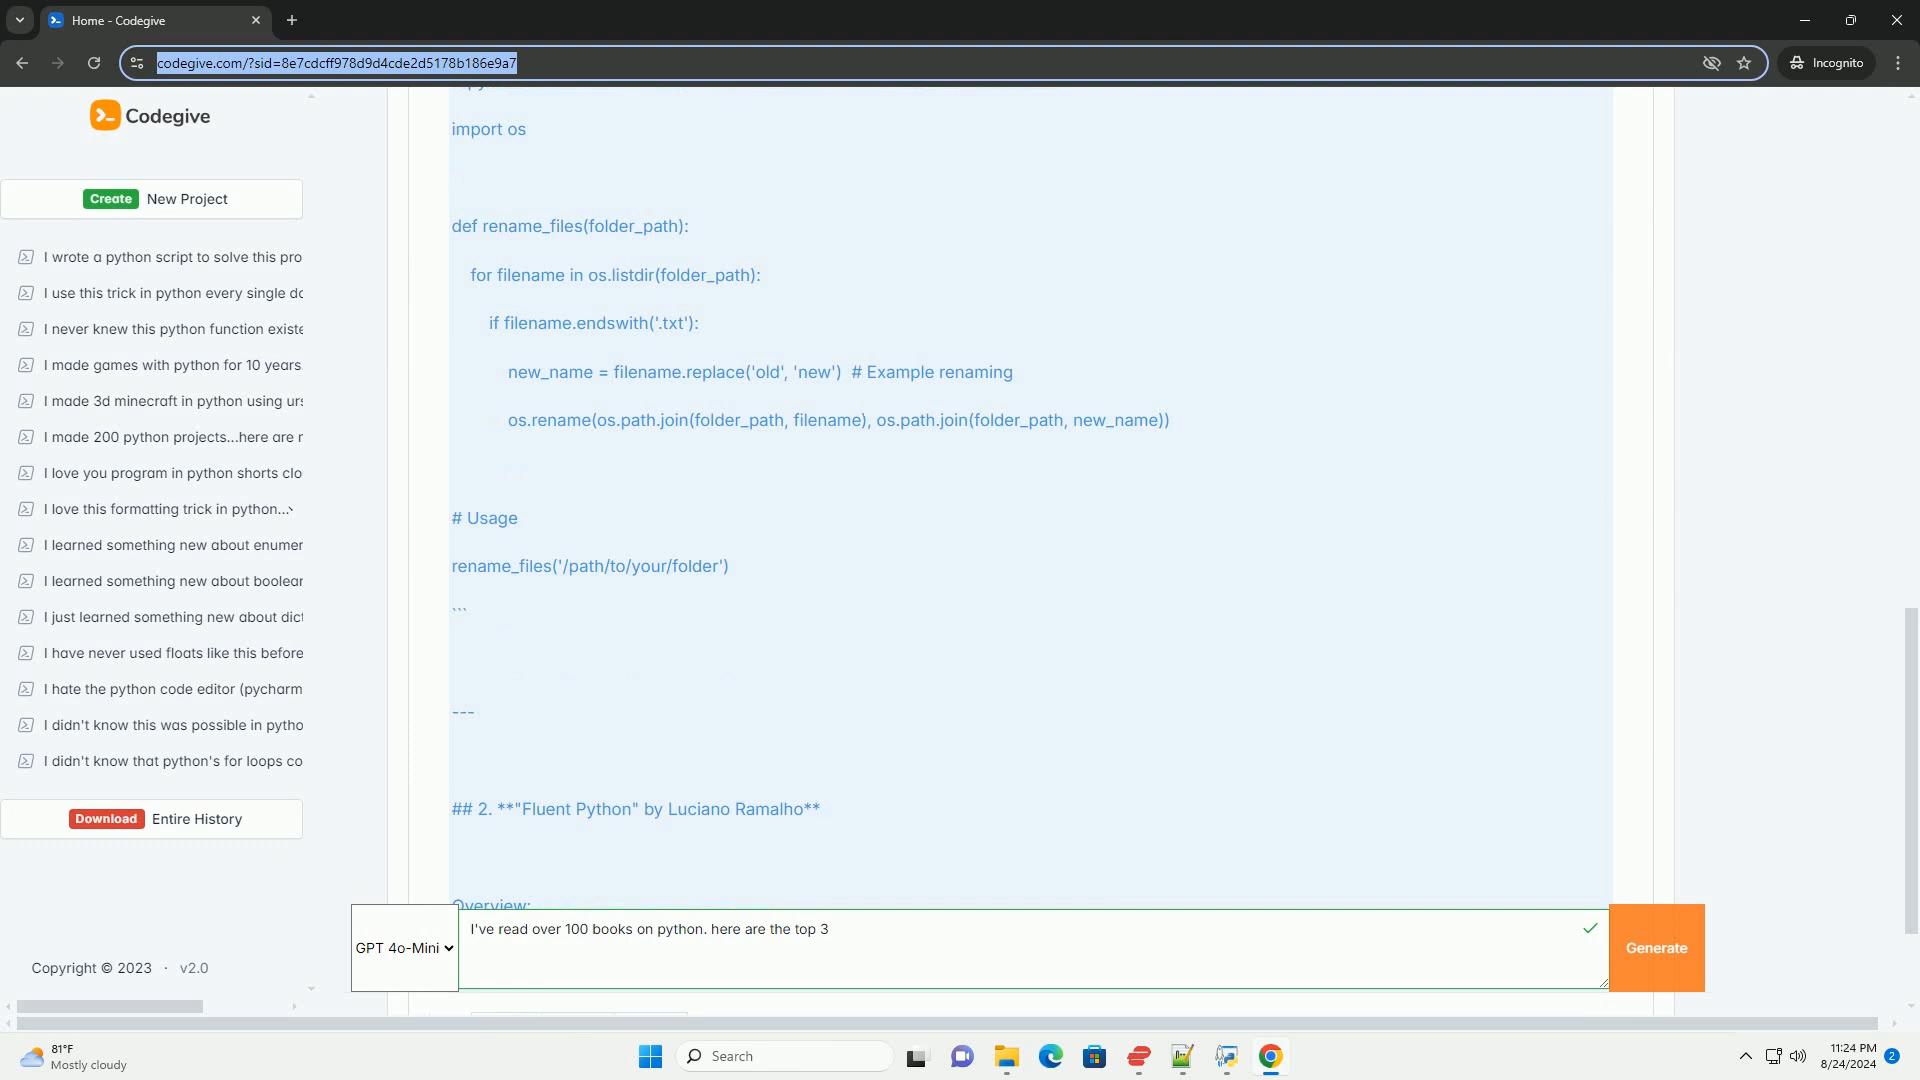 Home - Codegive
codegive.com/?sid=8e7cdcff978d9d4cde2d5178b186e9a7
Incognito
Codegive
Create New Project
I wrote a python script to solve this pro
I use this trick in python every single
I never knew this python function existe
I made games with python for 10 years
I made 3d minecraft in python using urs
I made 200 python projects...here are
I love you program in python shorts clo
I love this formatting trick in python...
I learned something new about enumer
I learned something new about boolear
I just learned something new about dict
I have never used floats like this before
I hate the python code editor (pycharm
I didn't know this was possible in pytho
I didn't know that python's for loops co
Download Entire History
Copyright © 2023 · v2.0
import os
def rename_files(folder_path):
for filename in os.listdir(folder_path):
if filename.endswith('.txt'):
new_name = filename.replace('old', 'new')  # Example renaming
os.rename(os.path.join(folder_path, filename), os.path.join(folder_path, new_name))
# Usage
rename_files('/path/to/your/folder')
```
---
## 2. **"Fluent Python" by Luciano Ramalho**
Overview:
GPT 4o-Mini
I've read over 100 books on python. here are the top 3
Generate
81°F
Mostly cloudy
Search
11:24 PM
8/24/2024
2